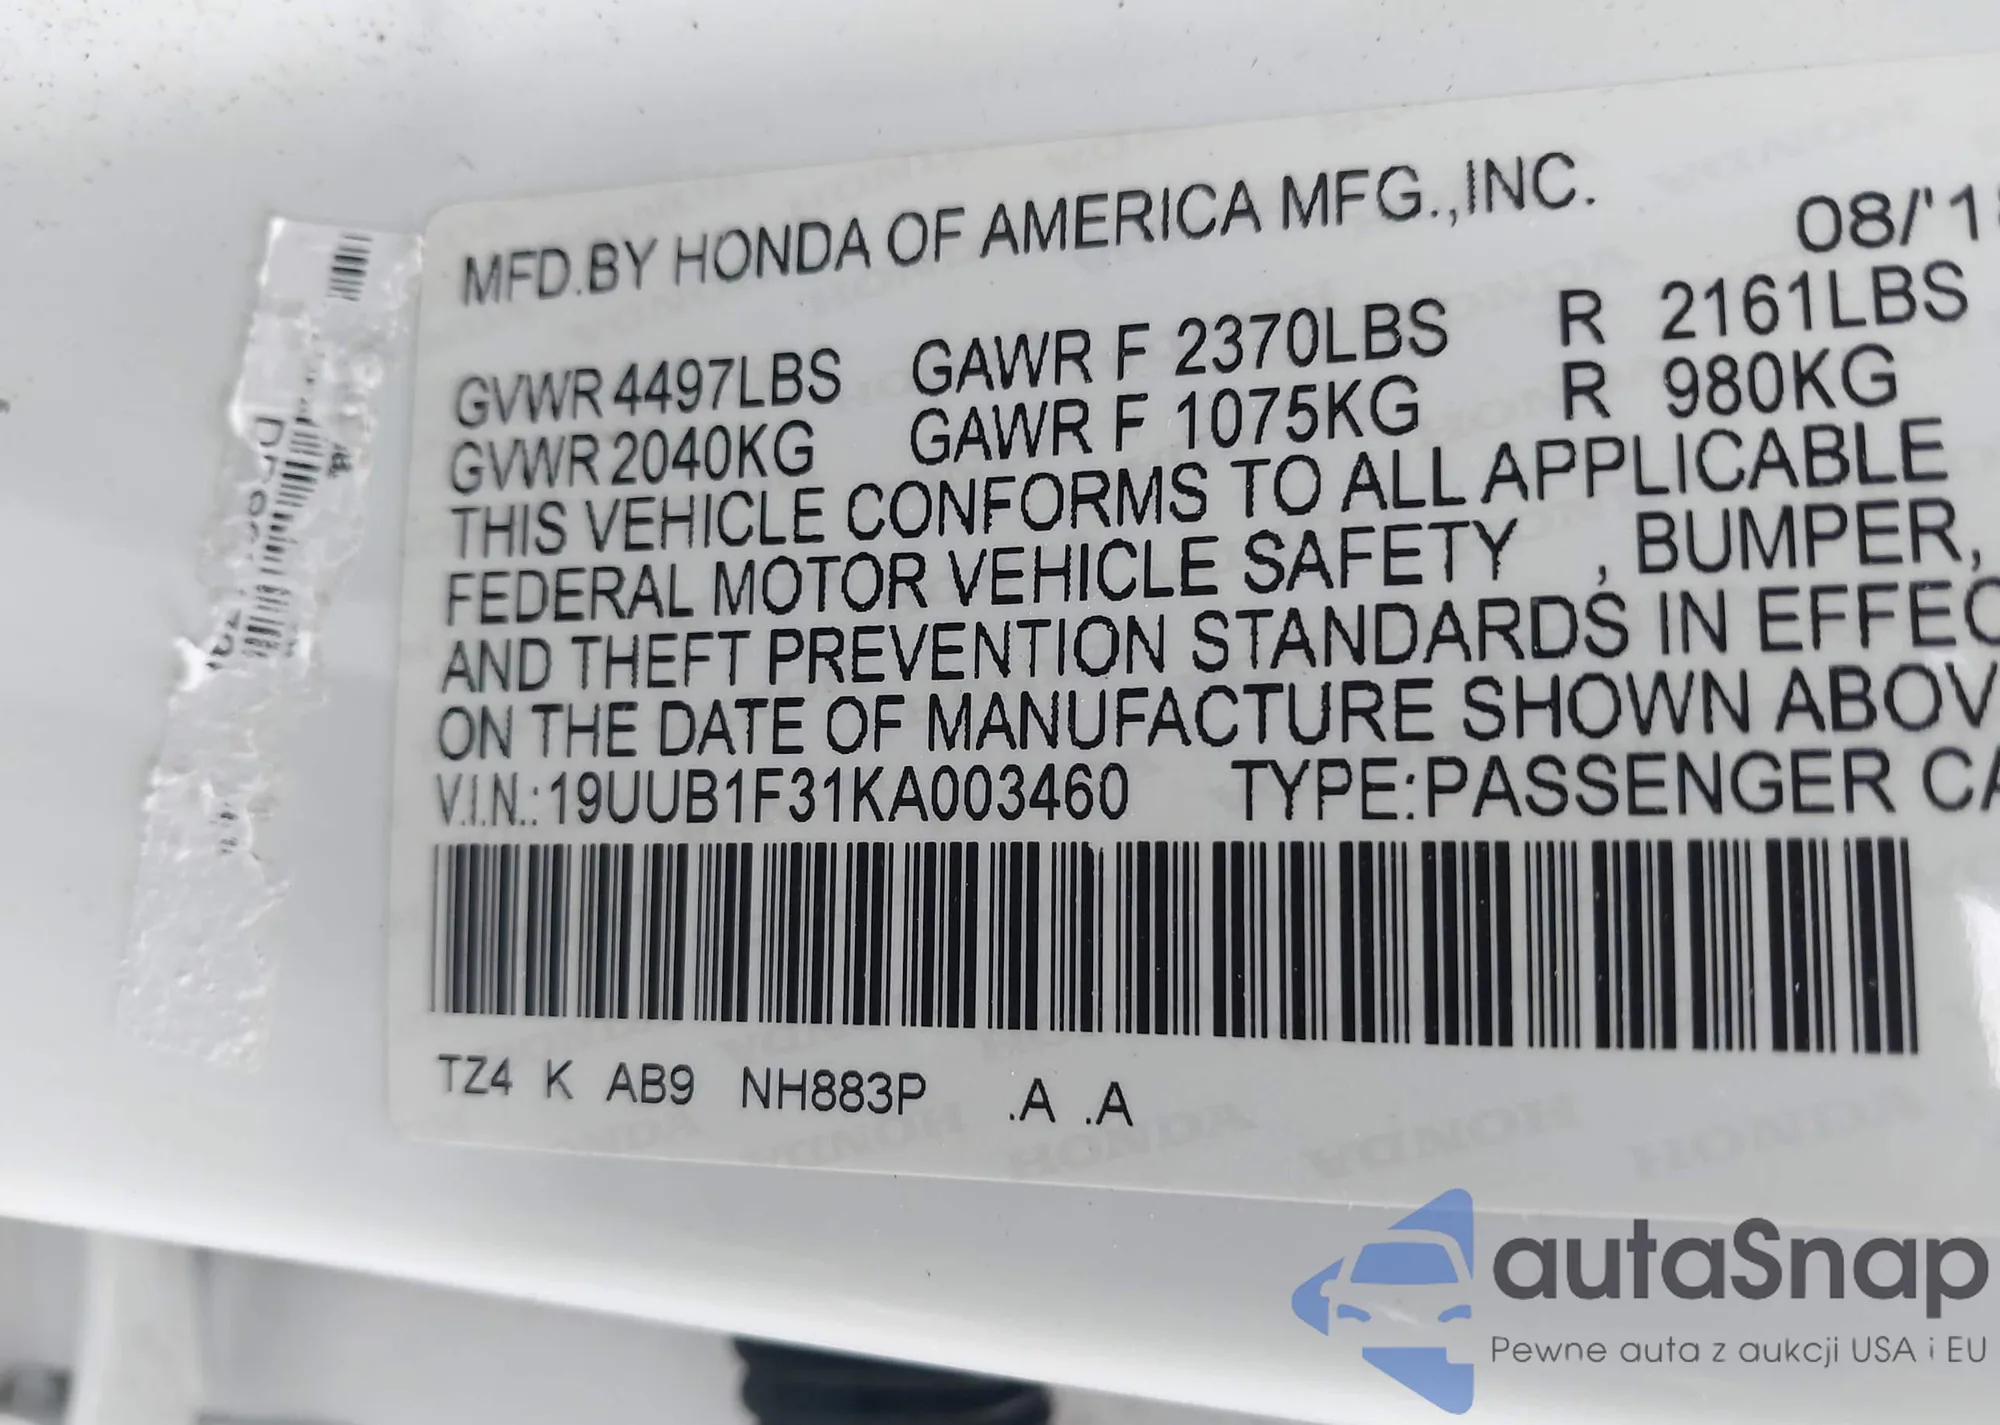 MFD.BY HONDA OF AMERICA MFG.,INC.
08/'18
GVWR 4497LBS GAWR F 2370LBS R 2161LBS
GVWR 2040KG GAWR F 1075KG R 980KG
THIS VEHICLE CONFORMS TO ALL APPLICABLE
FEDERAL MOTOR VEHICLE SAFETY , BUMPER,
AND THEFT PREVENTION STANDARDS IN EFFEC
ON THE DATE OF MANUFACTURE SHOWN ABOV
V.I.N.:19UUB1F31KA003460 TYPE:PASSENGER CA
TZ4 K AB9 NH883P .A .A
HONDA
autaSnap
Pewne auta z aukcji USA i EU